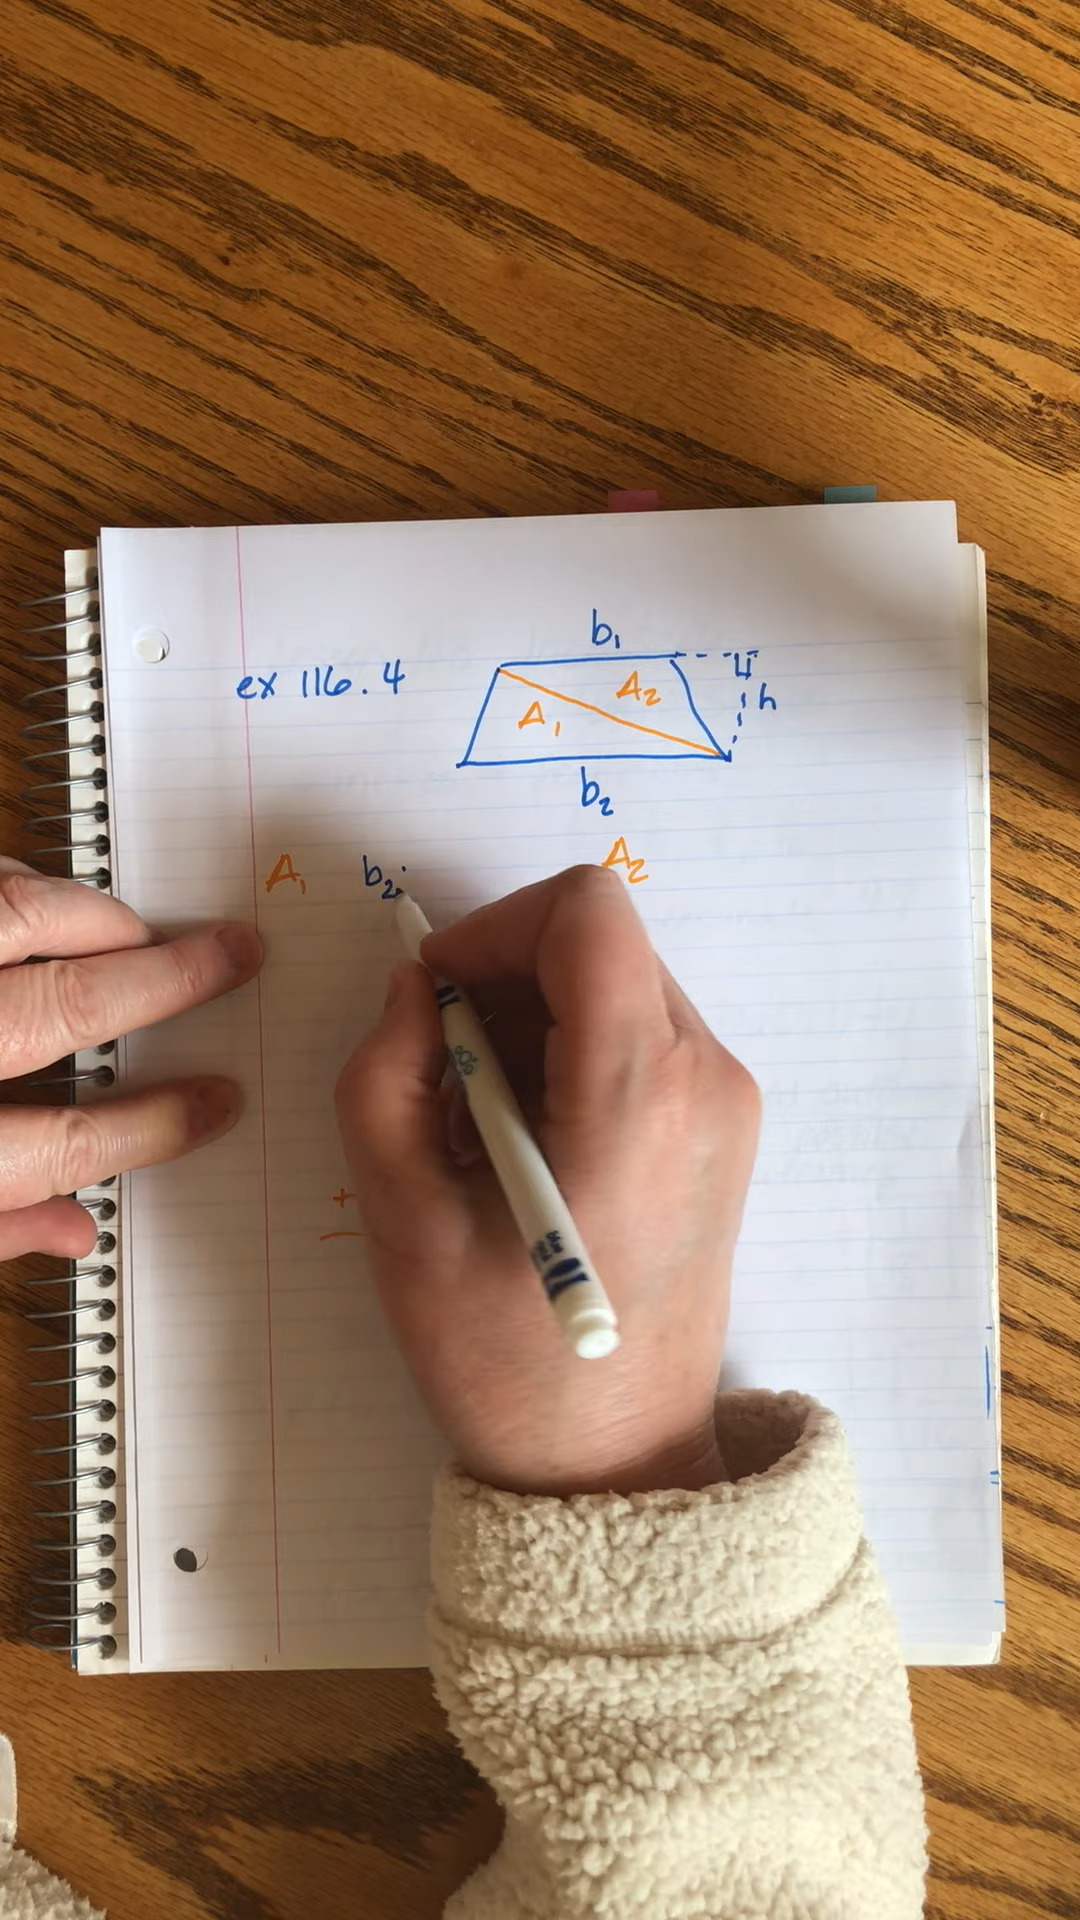 b₁
ex 116.4
A₂
h
A₁
b₂
A₁ b₂· A₂
+